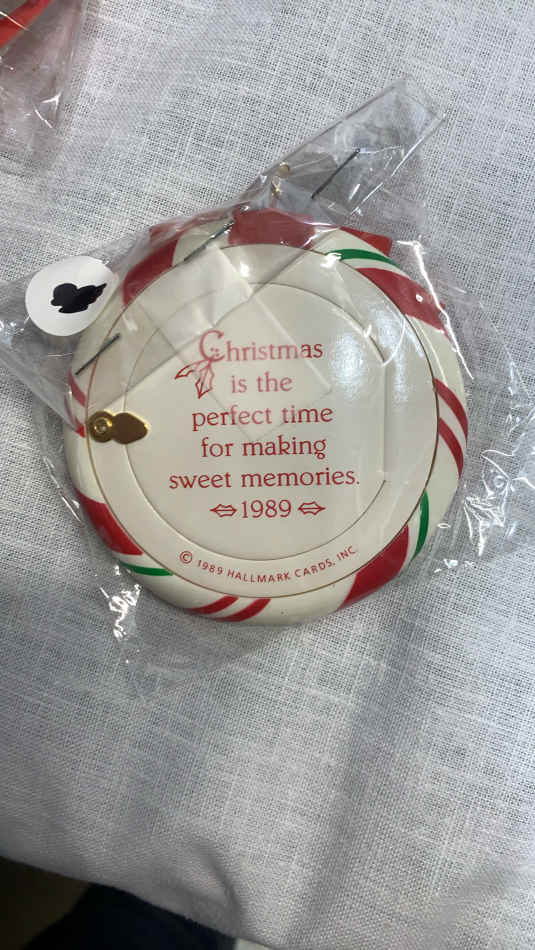 Christmas
is the
perfect time
for making
sweet memories.
1989
© 1989 HALLMARK CARDS, INC.